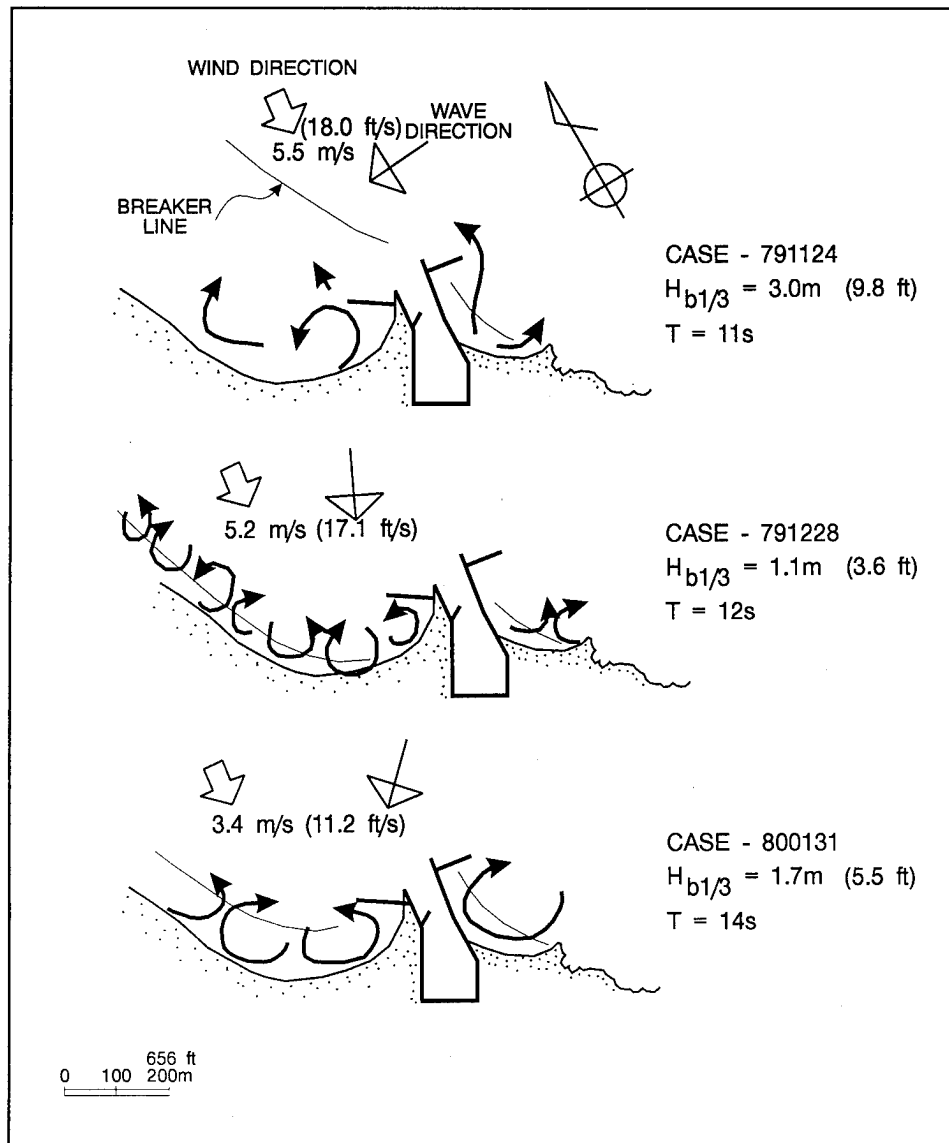 WIND DIRECTION
(18.0 ft/s)
5.5 m/s
WAVE
DIRECTION
BREAKER
LINE
CASE - 791124
Hb1/3 = 3.0m (9.8 ft)
T = 11s
5.2 m/s (17.1 ft/s)
CASE - 791228
Hb1/3 = 1.1m (3.6 ft)
T = 12s
3.4 m/s (11.2 ft/s)
CASE - 800131
Hb1/3 = 1.7m (5.5 ft)
T = 14s
656 ft
0 100 200m